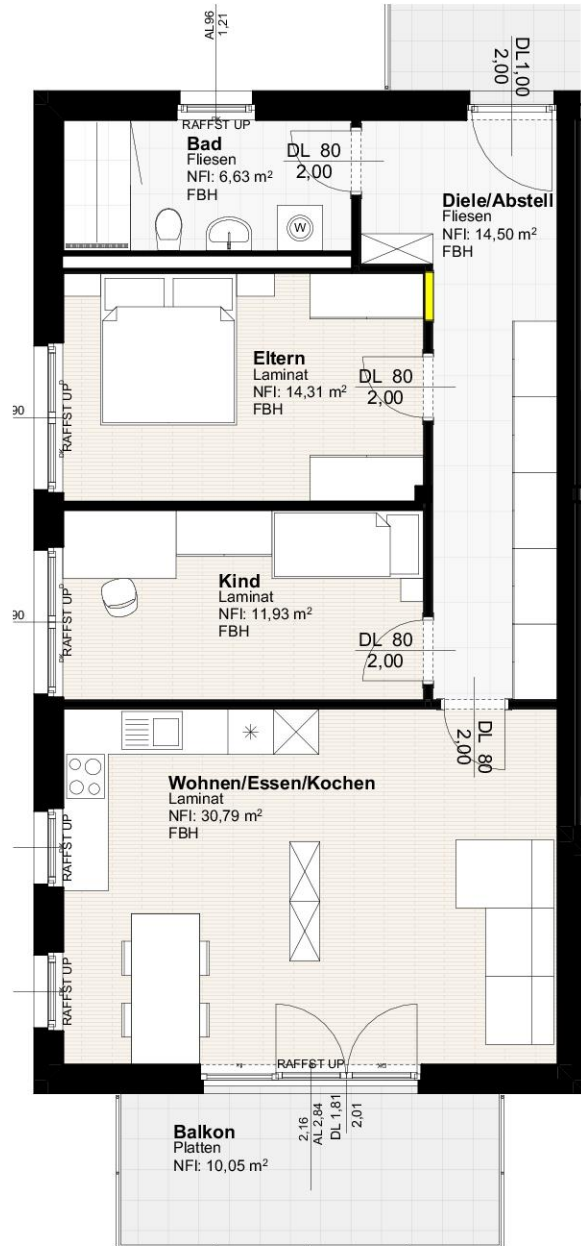 AL96
1,21
DL1,00
2,00
RAFFST UP
Bad
Fliesen
NFl: 6,63 m²
FBH
DL 80
2,00
W
Diele/Abstell
Fliesen
NFl: 14,50 m²
FBH
Eltern
Laminat
NFl: 14,31 m²
FBH
DL 80
2,00
90
RAFFST UP
Kind
Laminat
NFl: 11,93 m²
FBH
DL 80
2,00
90
RAFFST UP
DL 80
2,00
Wohnen/Essen/Kochen
Laminat
NFl: 30,79 m²
FBH
RAFFST UP
RAFFST UP
RAFFST UP
2,16
AL 2,84
DL 1,81
2,01
Balkon
Platten
NFl: 10,05 m²